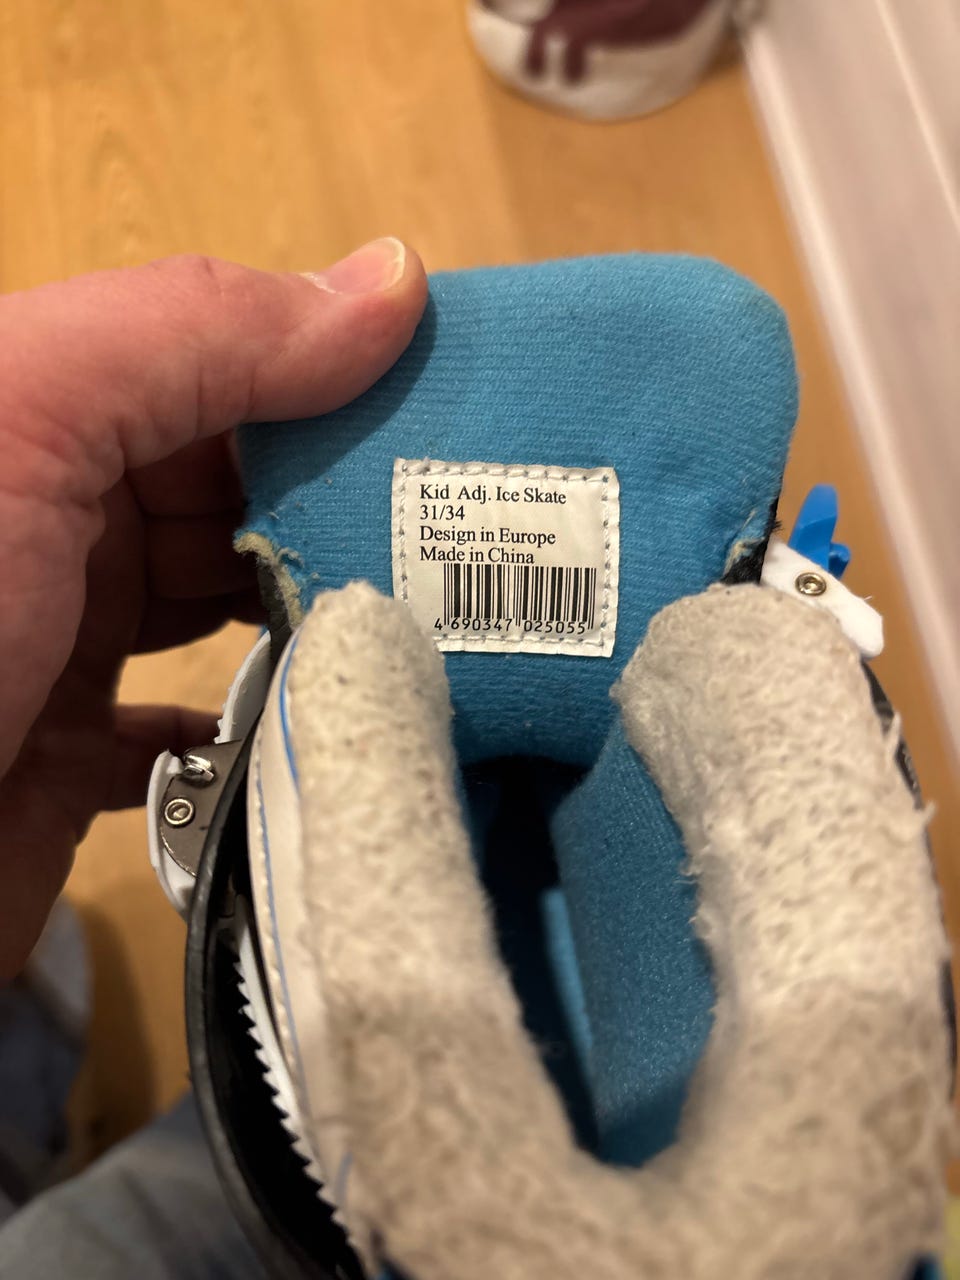 Kid Adj. Ice Skate
31/34
Design in Europe
Made in China
4 690347 025055